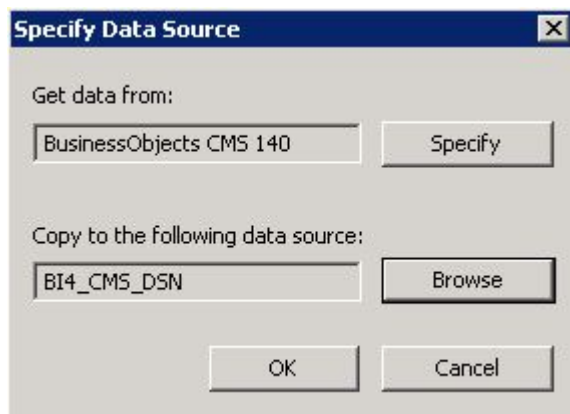 Specify Data Source
Get data from:
BusinessObjects CMS 140
Specify
Copy to the following data source:
BI4_CMS_DSN
Browse
OK
Cancel